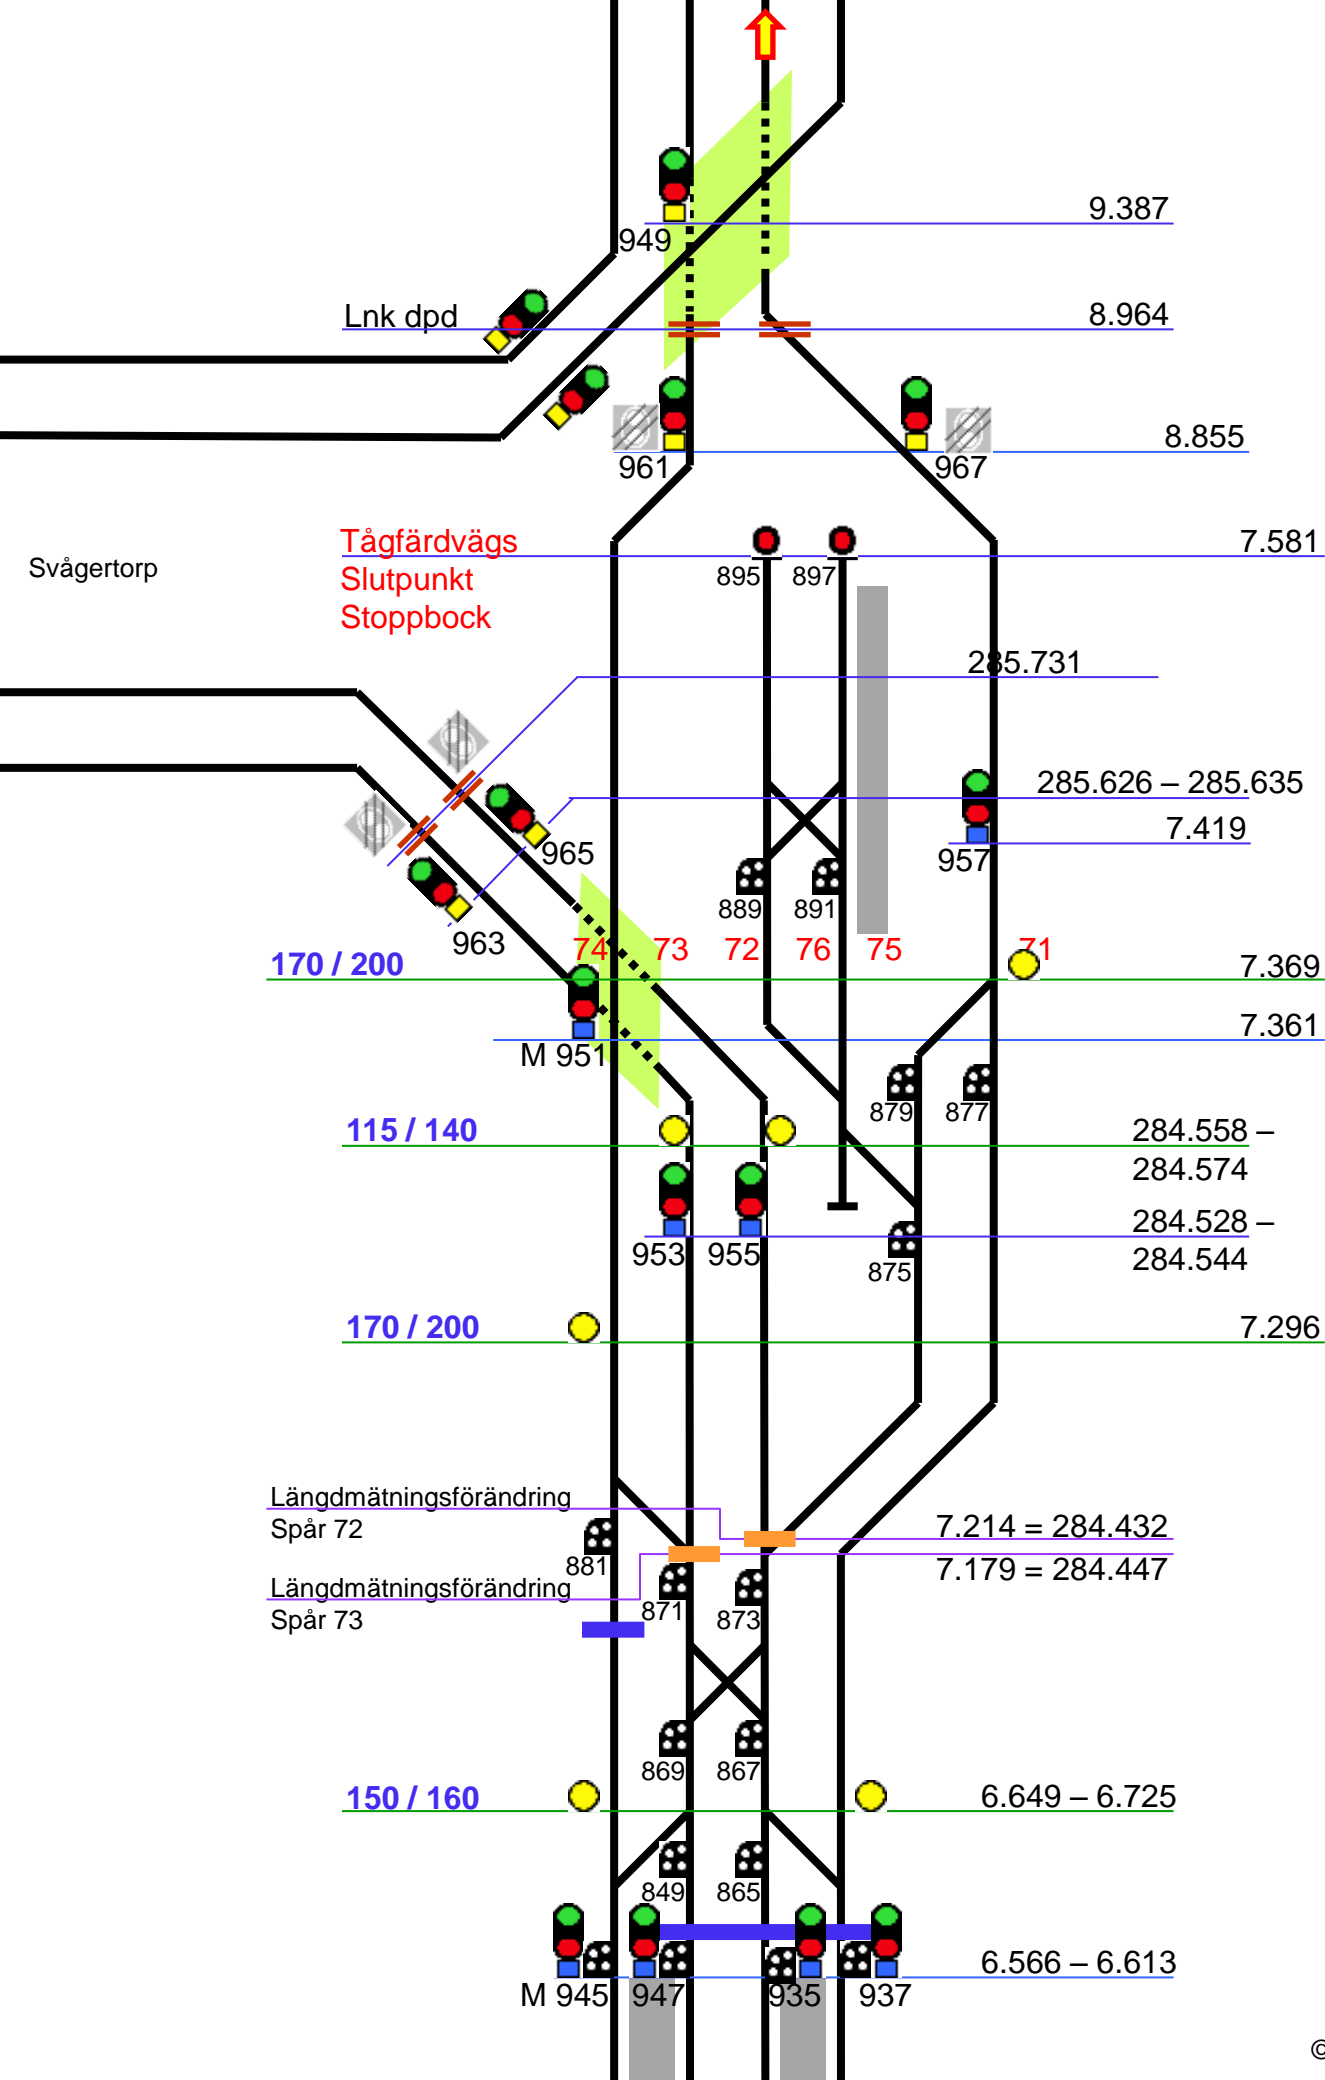 9.387
949
Lnk dpd
8.964
8.855
961
967
Tågfärdvägs
7.581
Svågertorp
895
897
Slutpunkt
Stoppbock
285.731
285.626 – 285.635
7.419
965
957
889
891
963
74
73
72
76
75
71
170 / 200
7.369
7.361
M 951
879
877
115 / 140
284.558 –
284.574
284.528 –
284.544
953
955
875
170 / 200
7.296
Längdmätningsförändring
Spår 72
7.214 = 284.432
881
7.179 = 284.447
Längdmätningsförändring
Spår 73
871
873
869
867
150 / 160
6.649 – 6.725
849
865
6.566 – 6.613
M 945
947
935
937
©